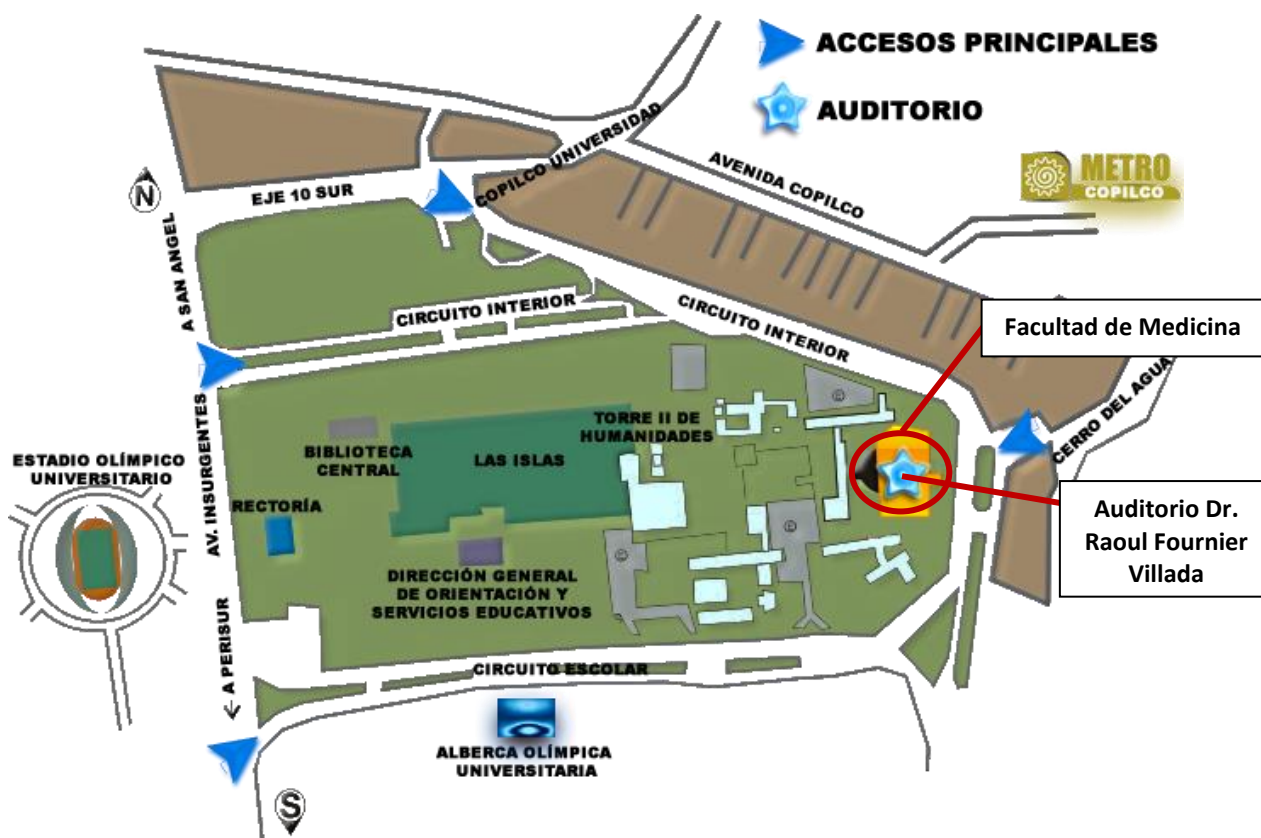 ACCESOS PRINCIPALES
AUDITORIO
METRO
COPILCO
COPILCO UNIVERSIDAD
AVENIDA COPILCO
N
EJE 10 SUR
A SAN ANGEL
CIRCUITO INTERIOR
CIRCUITO INTERIOR
Facultad de Medicina
CERRO DEL AGUA
AV. INSURGENTES
TORRE II DE
HUMANIDADES
BIBLIOTECA
CENTRAL
LAS ISLAS
ESTADIO OLÍMPICO
UNIVERSITARIO
RECTORÍA
Auditorio Dr.
Raoul Fournier
Villada
C
C
C
DIRECCIÓN GENERAL
DE ORIENTACIÓN Y
SERVICIOS EDUCATIVOS
A PERISUR
CIRCUITO ESCOLAR
ALBERCA OLÍMPICA
UNIVERSITARIA
S